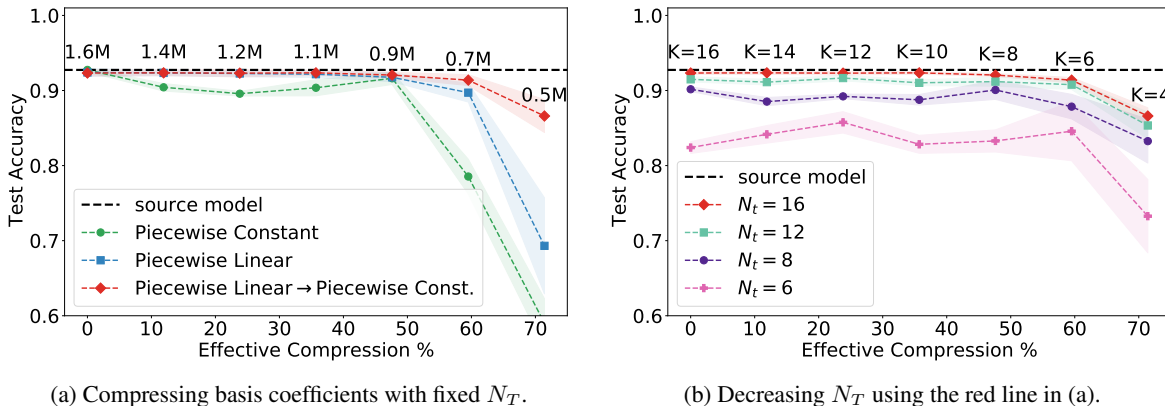 1.0
0.9
0.8
0.7
0.6
Test Accuracy
1.6M 1.4M 1.2M 1.1M 0.9M 0.7M 0.5M
source model
Piecewise Constant
Piecewise Linear
Piecewise Linear → Piecewise Const.
0 10 20 30 40 50 60 70
Effective Compression %
(a) Compressing basis coefficients with fixed $N_T$.
1.0
0.9
0.8
0.7
0.6
Test Accuracy
K=16 K=14 K=12 K=10 K=8 K=6 K=4
source model
$N_t = 16$
$N_t = 12$
$N_t = 8$
$N_t = 6$
0 10 20 30 40 50 60 70
Effective Compression %
(b) Decreasing $N_T$ using the red line in (a).